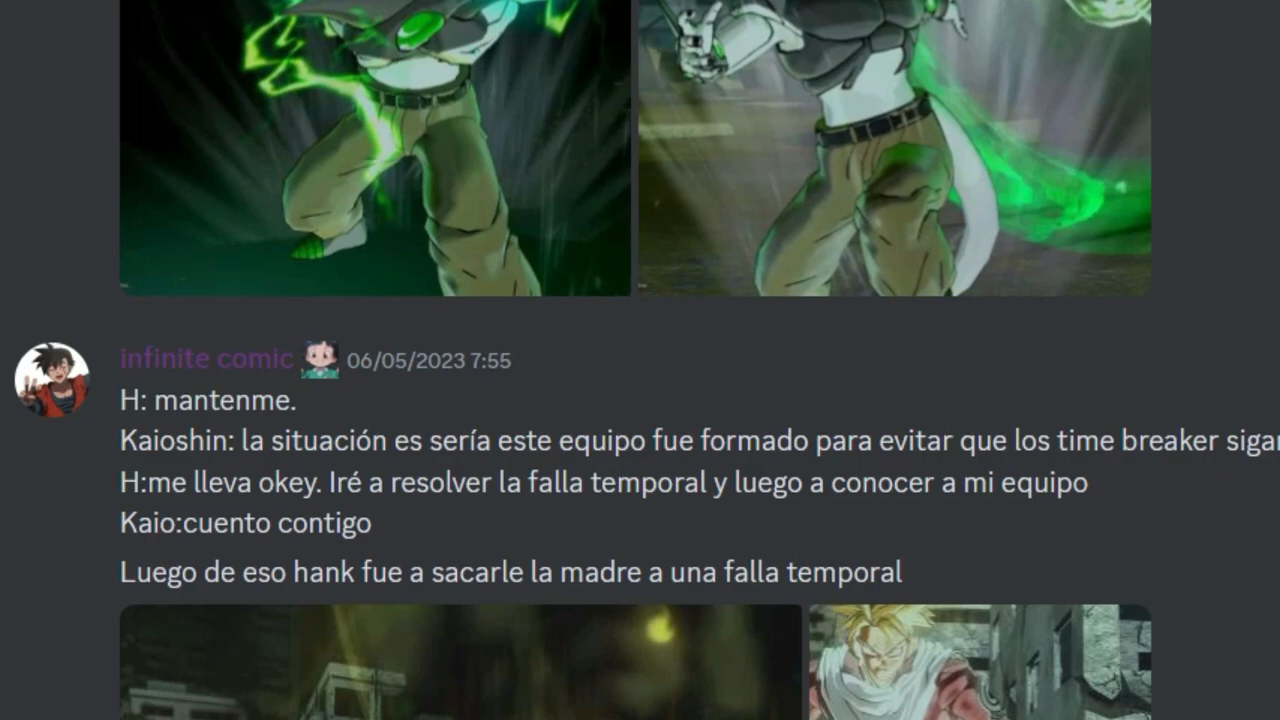 infinite comic 06/05/2023 7:55
H: mantenme.
Kaioshin: la situación es sería este equipo fue formado para evitar que los time breaker
H:me lleva okey. Iré a resolver la falla temporal y luego a conocer a mi equipo
Kaio:cuento contigo
Luego de eso hank fue a sacarle la madre a una falla temporal